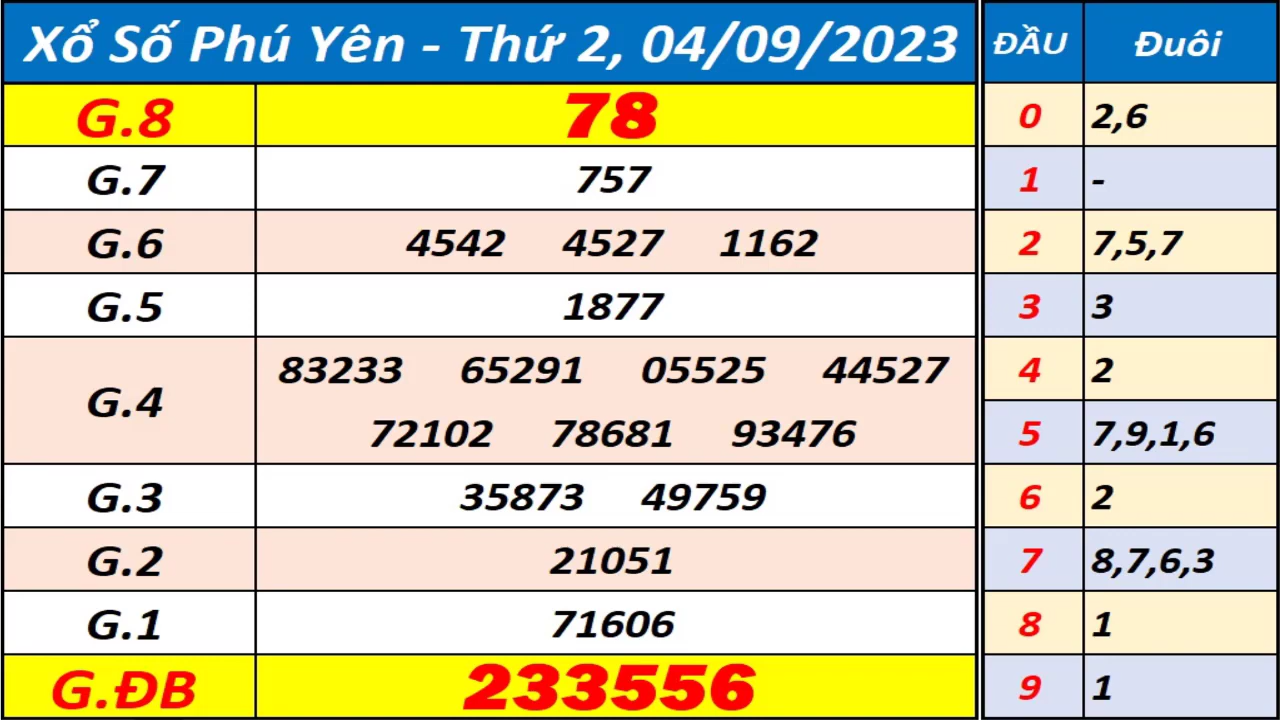 Xổ Số Phú Yên - Thứ 2, 04/09/2023
G.8 78
G.7 757
G.6 4542 4527 1162
G.5 1877
G.4 83233 65291 05525 44527
72102 78681 93476
G.3 35873 49759
G.2 21051
G.1 71606
G.ĐB 233556
ĐẦU Đuôi
0 2,6
1 -
2 7,5,7
3 3
4 2
5 7,9,1,6
6 2
7 8,7,6,3
8 1
9 1